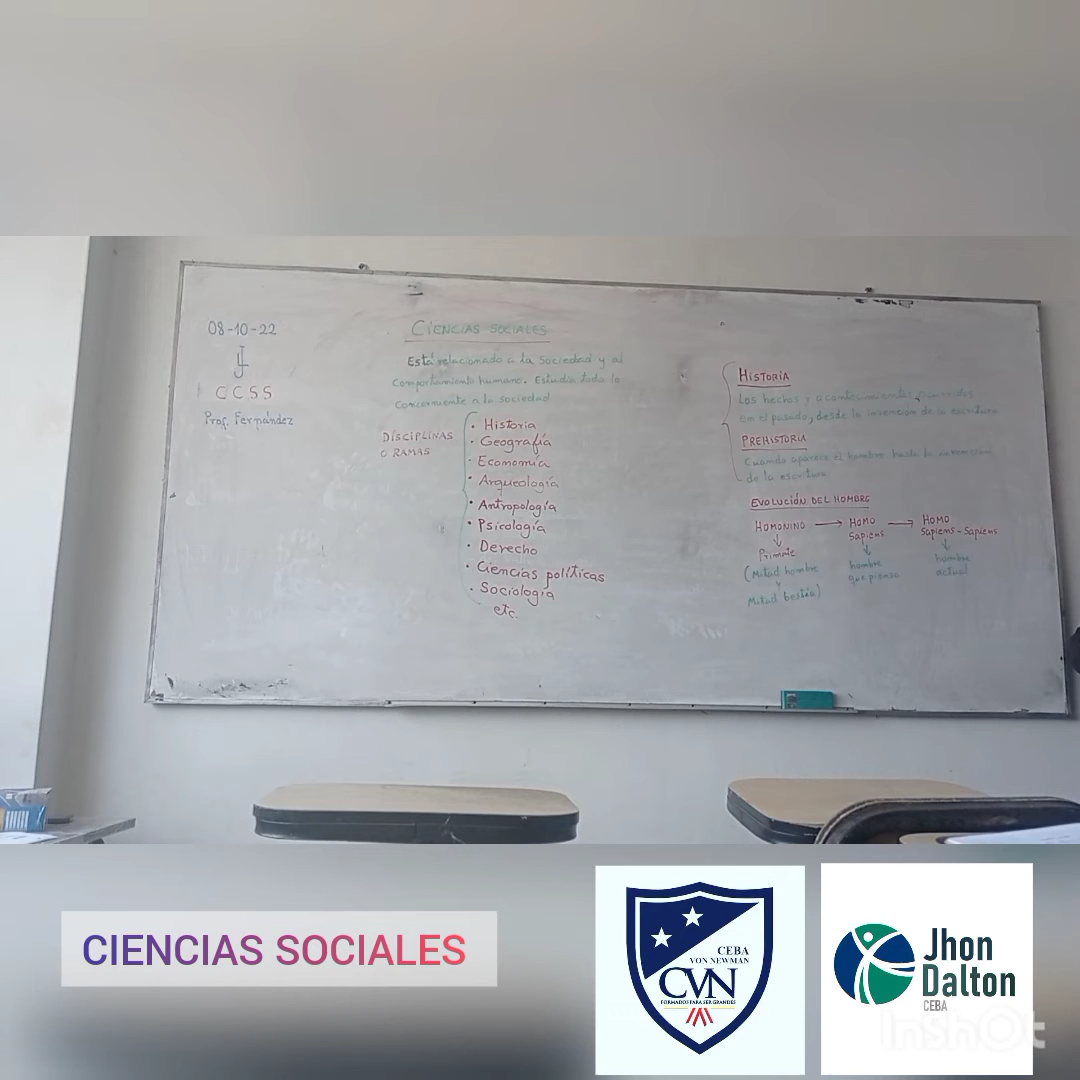 08-10-22
CCSS
Prof. Fernández
CIENCIAS SOCIALES
Está relacionado a la sociedad y al
comportamiento humano. Estudia todo lo
concerniente a la sociedad
DISCIPLINAS
O RAMAS
• Historia
• Geografía
• Economía
• Arqueología
• Antropología
• Psicología
• Derecho
• Ciencias políticas
• Sociología
etc.
HISTORIA
Los hechos y acontecimientos ocurridos
en el pasado, desde la invención de la escritura
PREHISTORIA
Cuando aparece el hombre hasta la invención
de la escritura
EVOLUCIÓN DEL HOMBRE
HOMONINO → HOMO Sapiens → HOMO Sapiens-Sapiens
Primate
(Mitad hombre
y
Mitad bestia)
hombre
que piensa
hombre
actual
CIENCIAS SOCIALES
CEBA
VON NEWMAN
CVN
FORMADOS PARA SER GRANDES
Jhon
Dalton
CEBA
InShOt